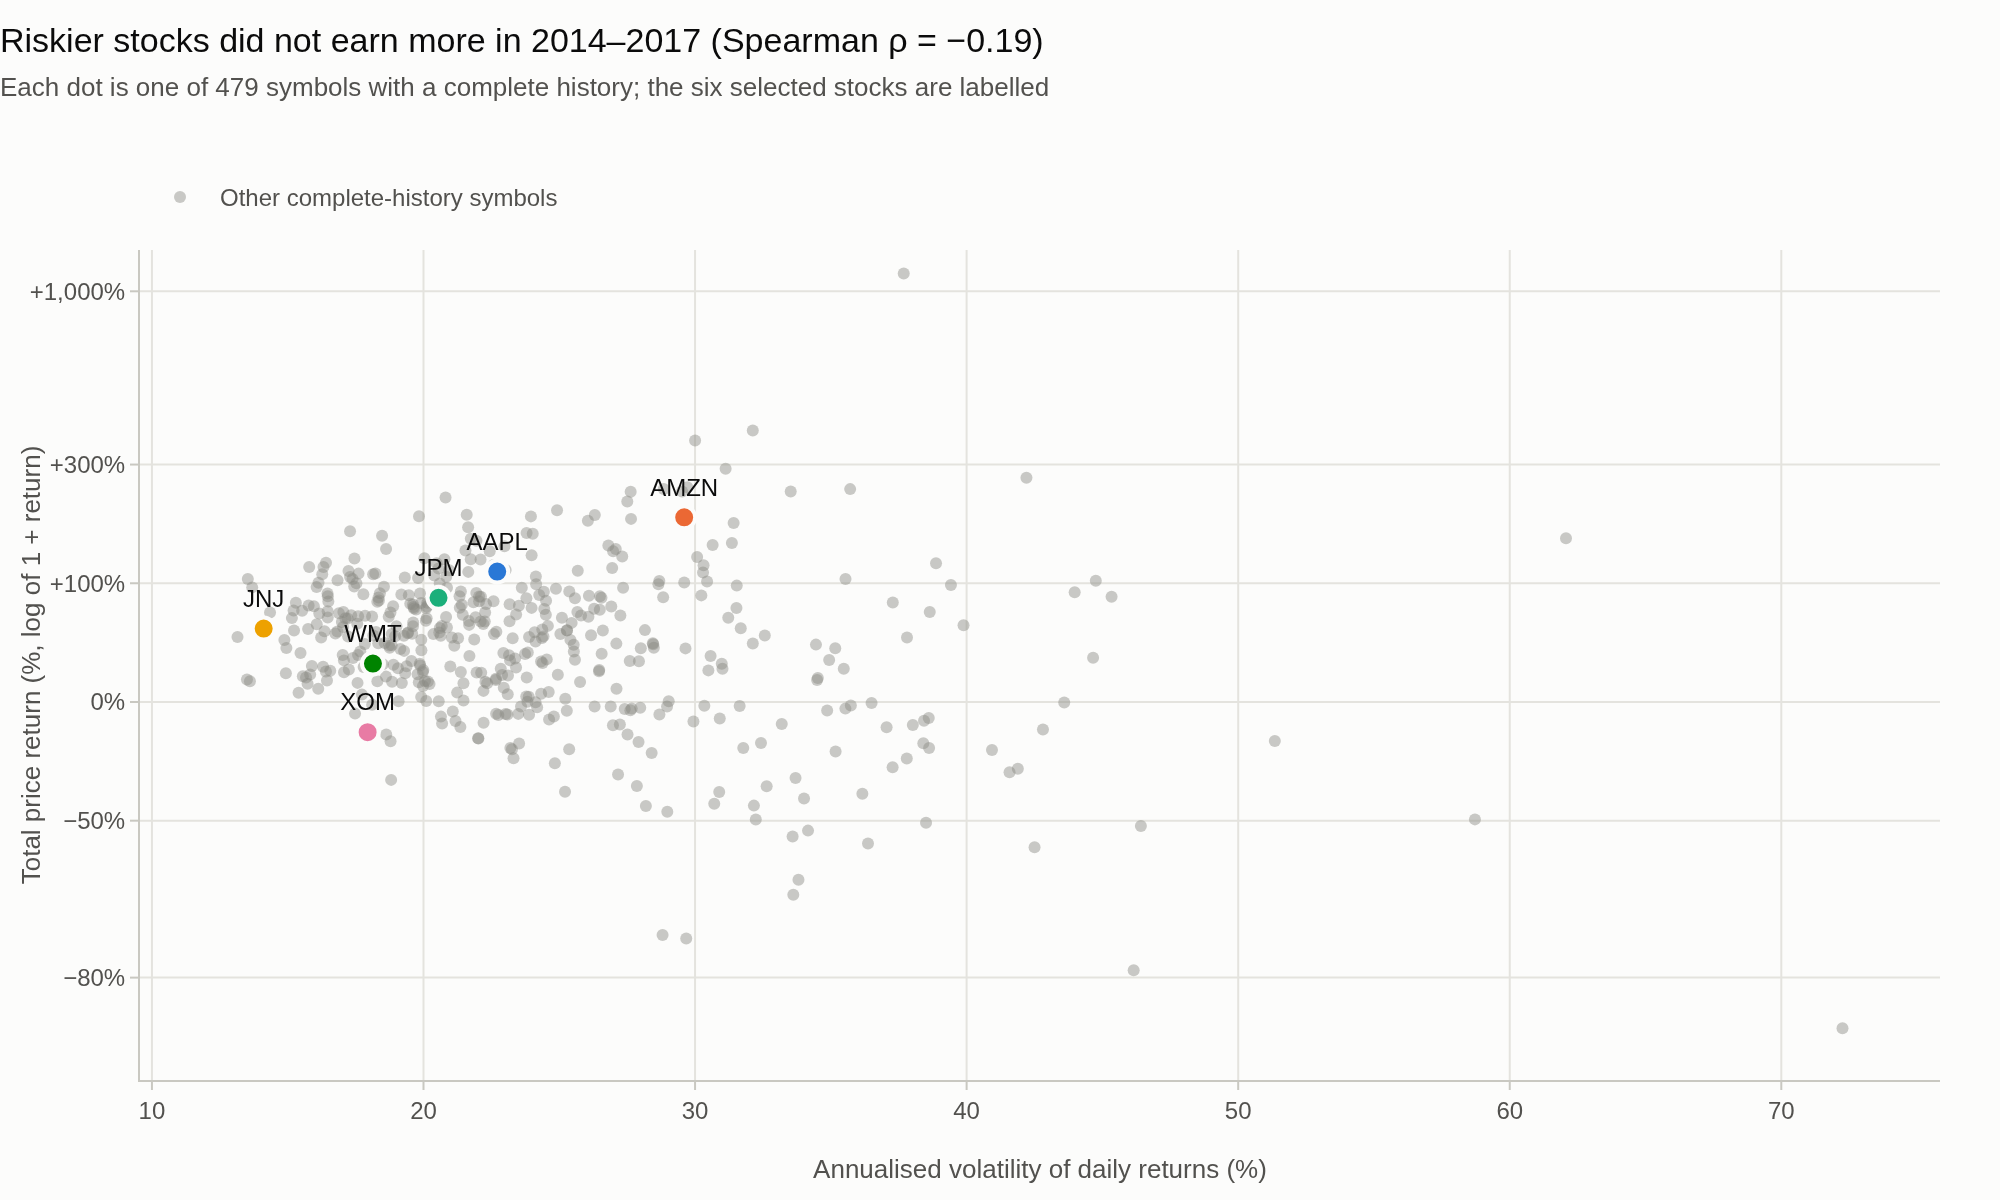 Riskier stocks did not earn more in 2014–2017 (Spearman ρ = −0.19)
Each dot is one of 479 symbols with a complete history; the six selected stocks are labelled
Other complete-history symbols
+1,000%
+300%
+100%
0%
−50%
−80%
Total price return (%, log of 1 + return)
AMZN
AAPL
JPM
JNJ
WMT
XOM
10
20
30
40
50
60
70
Annualised volatility of daily returns (%)